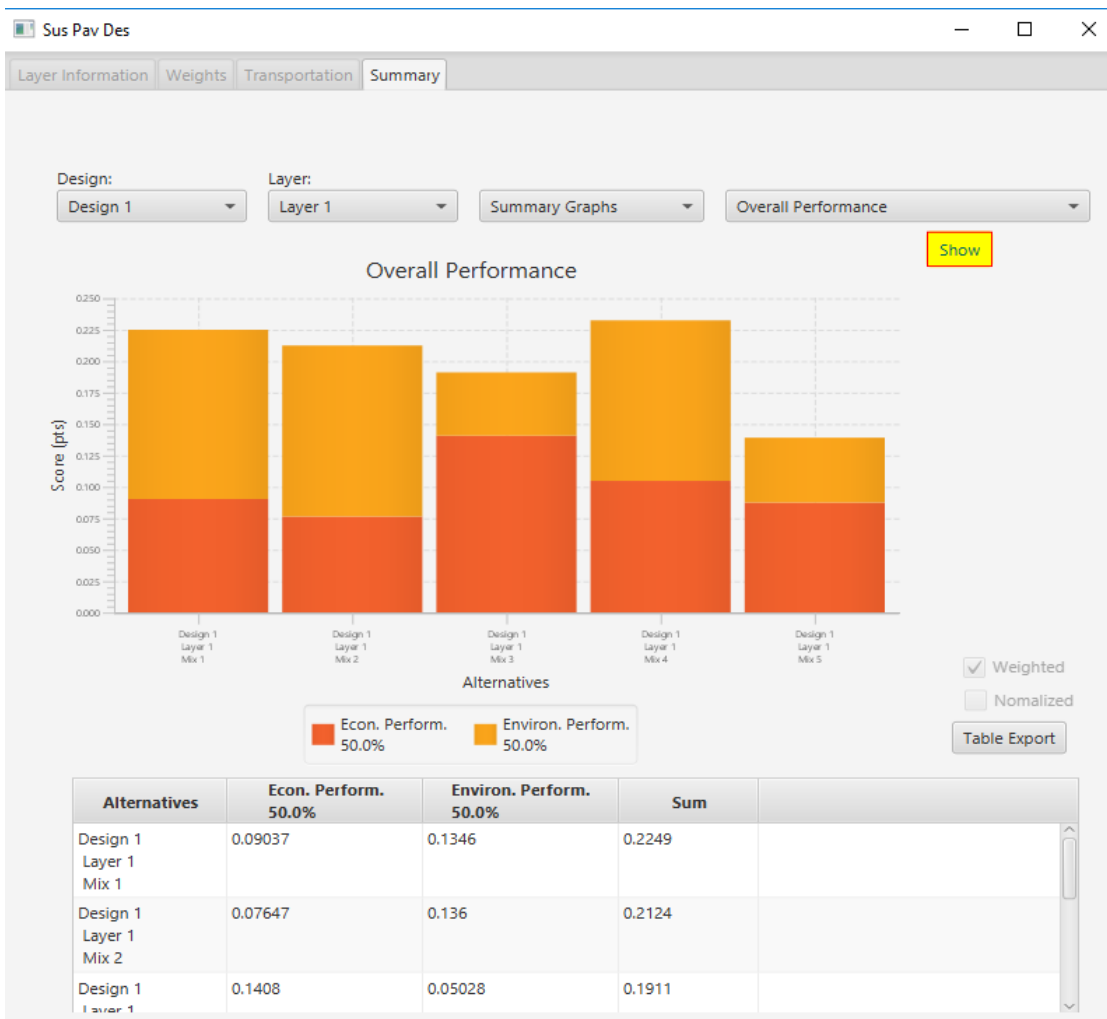 Sus Pav Des
Layer Information Weights Transportation Summary
Design: Layer:
Design 1 Layer 1 Summary Graphs Overall Performance
Show
Overall Performance
0.250
0.225
0.200
0.175
0.150
0.125
0.100
0.075
0.050
0.025
0.000
Score (pts)
Design 1 Design 1 Design 1 Design 1 Design 1
Layer 1 Layer 1 Layer 1 Layer 1 Layer 1
Mix 1 Mix 2 Mix 3 Mix 4 Mix 5
Alternatives
Weighted
Nomalized
Econ. Perform. Environ. Perform.
50.0% 50.0%
Table Export
Alternatives Econ. Perform. Environ. Perform. Sum
50.0% 50.0%
Design 1 0.09037 0.1346 0.2249
Layer 1
Mix 1
Design 1 0.07647 0.136 0.2124
Layer 1
Mix 2
Design 1 0.1408 0.05028 0.1911
Layer 1